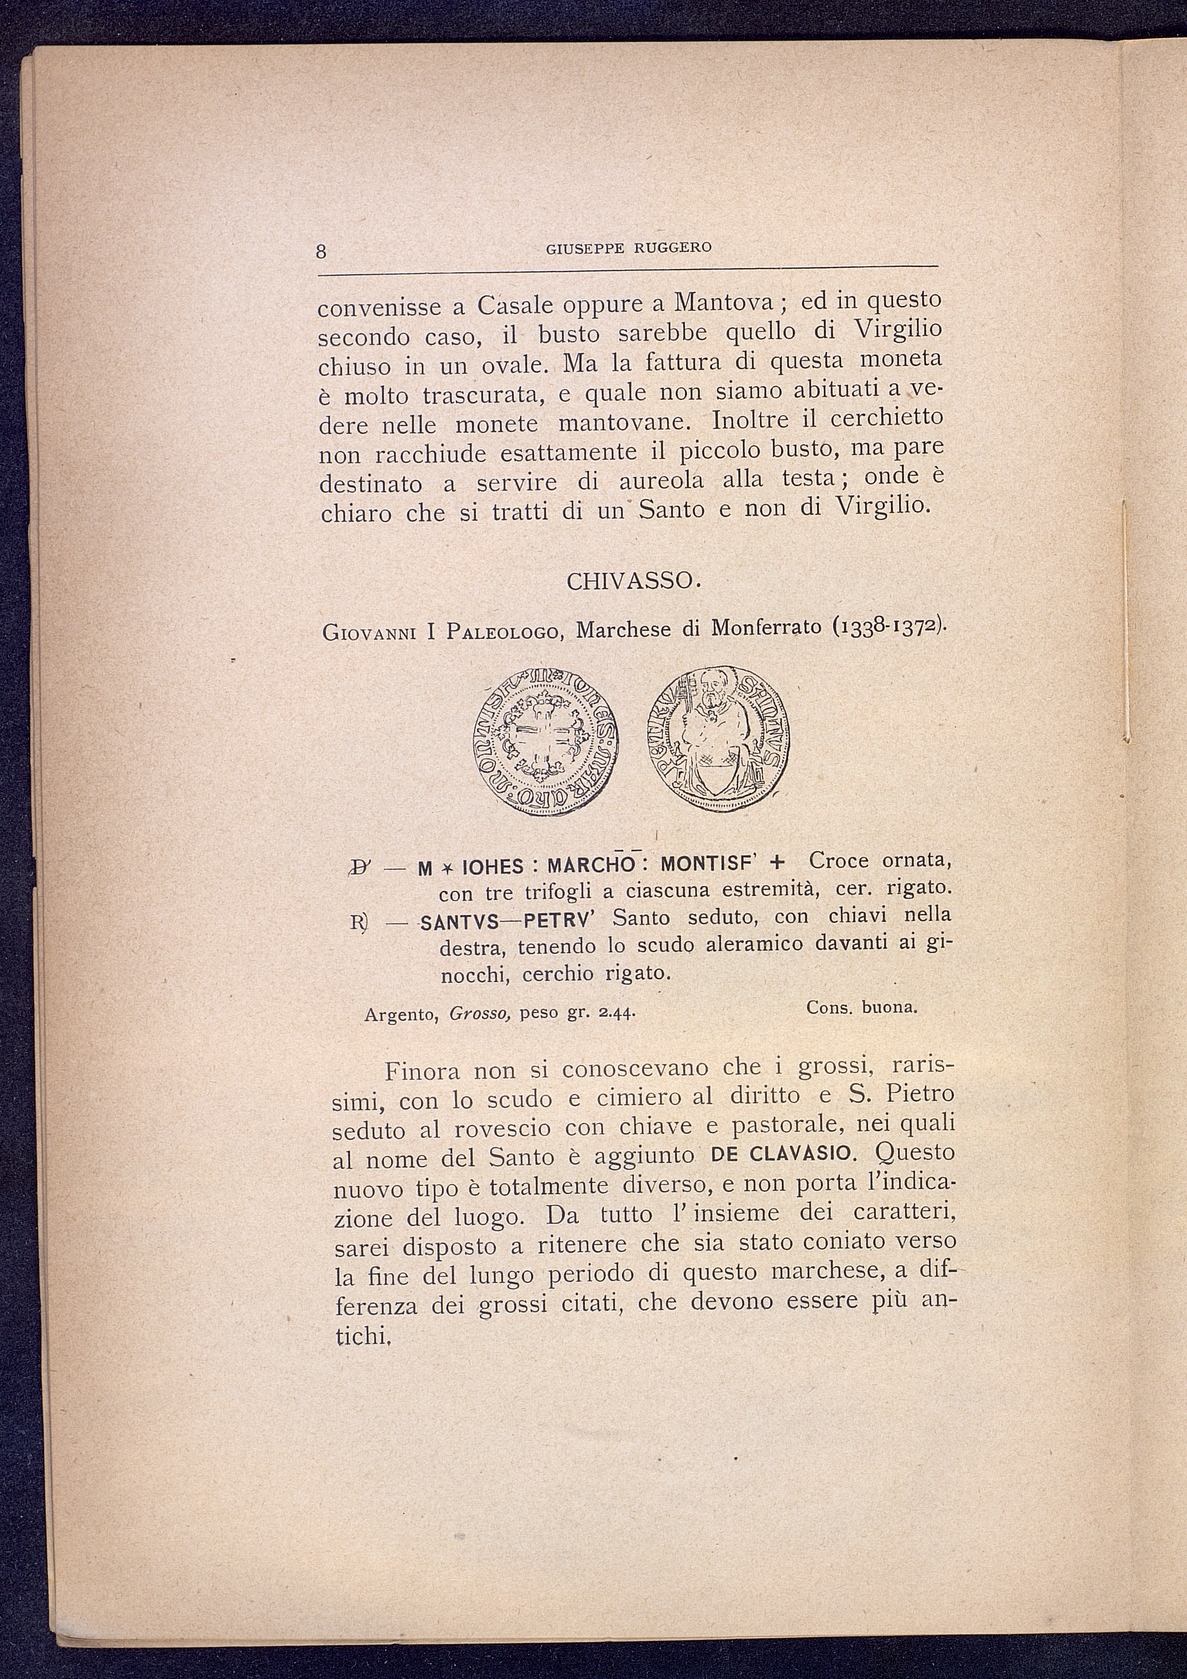 8 GIUSEPPE RUGGERO
convenisse a Casale oppure a Mantova; ed in questo
secondo caso, il busto sarebbe quello di Virgilio
chiuso in un ovale. Ma la fattura di questa moneta
è molto trascurata, e quale non siamo abituati a ve-
dere nelle monete mantovane. Inoltre il cerchietto
non racchiude esattamente il piccolo busto, ma pare
destinato a servire di aureola alla testa; onde è
chiaro che si tratti di un Santo e non di Virgilio.
CHIVASSO.
GIOVANNI I PALEOLOGO, Marchese di Monferrato (1338-1372).
D' — M ✶ IOHES : MARCHŌ ̄: MONTISF' + Croce ornata,
con tre trifogli a ciascuna estremità, cer. rigato.
R) — SANTVS—PETRV' Santo seduto, con chiavi nella
destra, tenendo lo scudo aleramico davanti ai gi-
nocchi, cerchio rigato.
Argento, Grosso, peso gr. 2.44. Cons. buona.
Finora non si conoscevano che i grossi, raris-
simi, con lo scudo e cimiero al diritto e S. Pietro
seduto al rovescio con chiave e pastorale, nei quali
al nome del Santo è aggiunto DE CLAVASIO. Questo
nuovo tipo è totalmente diverso, e non porta l'indica-
zione del luogo. Da tutto l'insieme dei caratteri,
sarei disposto a ritenere che sia stato coniato verso
la fine del lungo periodo di questo marchese, a dif-
ferenza dei grossi citati, che devono essere più an-
tichi.